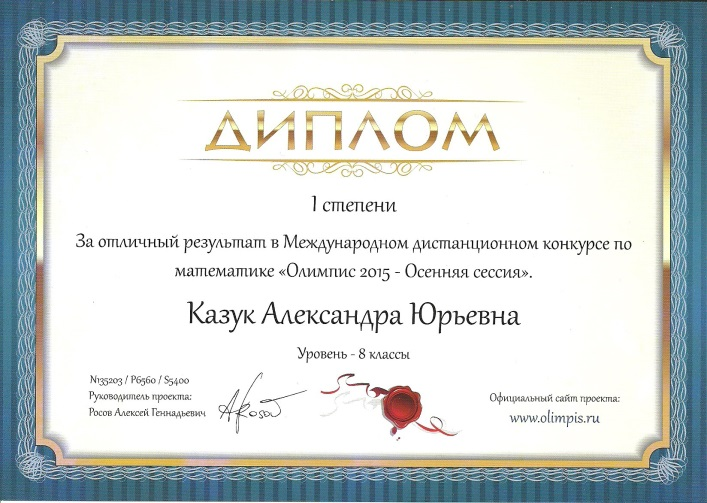 ДИПЛОМ
I степени
За отличный результат в Международном дистанционном конкурсе по
математике «Олимпис 2015 - Осенняя сессия».
Казук Александра Юрьевна
Уровень - 8 классы
N135203 / P6560 / S5400
Руководитель проекта:
Росов Алексей Геннадьевич
ARosov
Официальный сайт проекта:
www.olimpis.ru